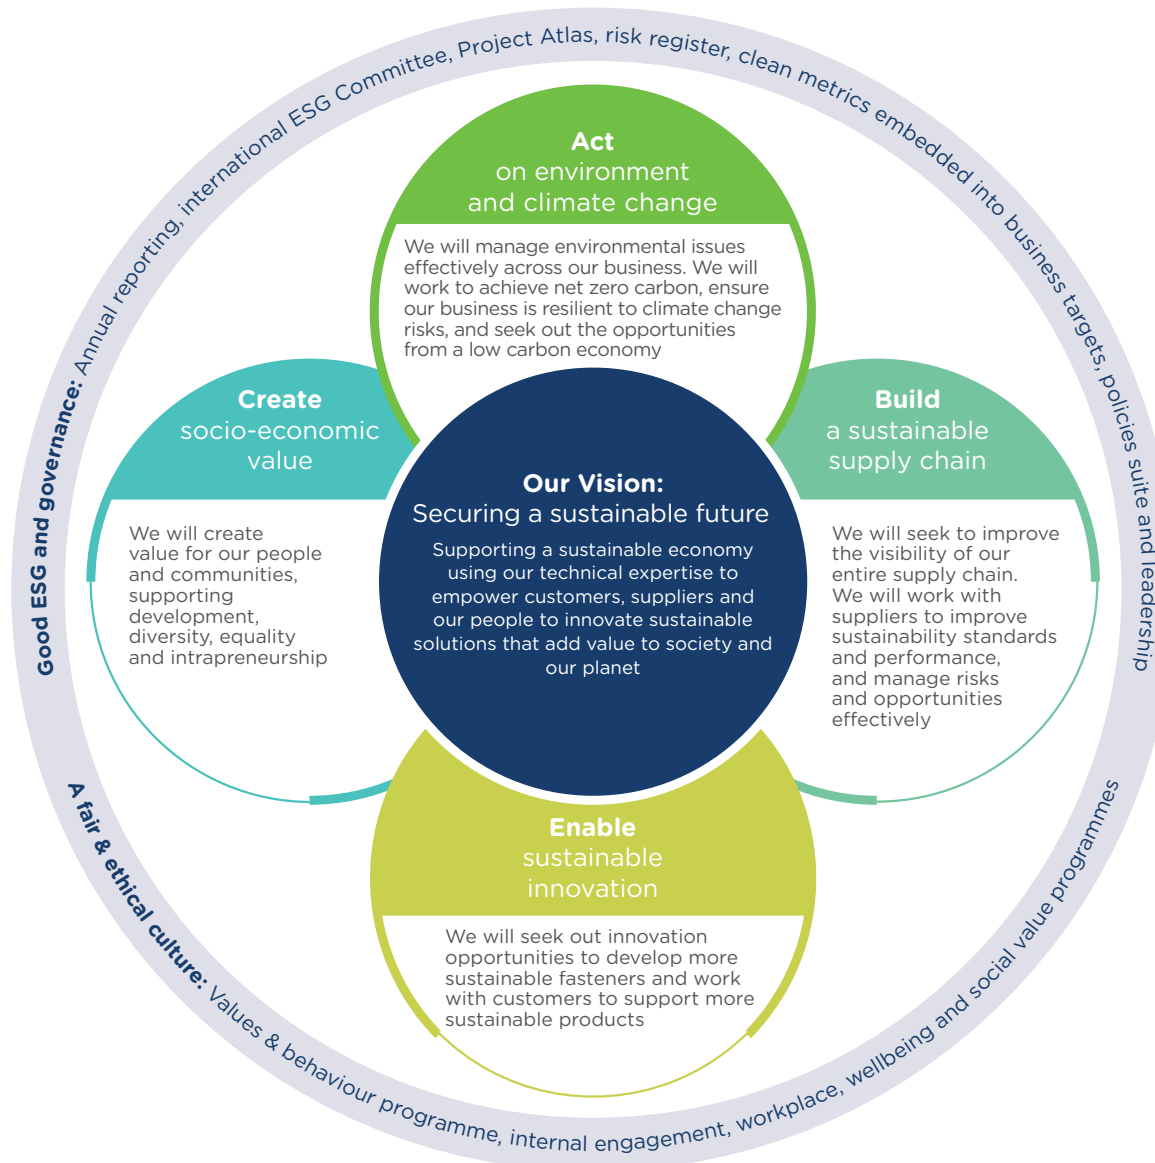 Good ESG and governance: Annual reporting, international ESG Committee, Project Atlas, risk register, clean metrics embedded into business targets, policies suite and leadership
Act
on environment
and climate change
We will manage environmental issues
effectively across our business. We will
work to achieve net zero carbon, ensure
our business is resilient to climate change
risks, and seek out the opportunities
from a low carbon economy
Create
socio-economic
value
We will create
value for our people
and communities,
supporting
development,
diversity, equality
and intrapreneurship
Our Vision:
Securing a sustainable future
Supporting a sustainable economy
using our technical expertise to
empower customers, suppliers and
our people to innovate sustainable
solutions that add value to society and
our planet
Build
a sustainable
supply chain
We will seek to improve
the visibility of our
entire supply chain.
We will work with
suppliers to improve
sustainability standards
and performance,
and manage risks
and opportunities
effectively
Enable
sustainable
innovation
We will seek out innovation
opportunities to develop more
sustainable fasteners and work
with customers to support more
sustainable products
A fair & ethical culture: Values & behaviour programme, internal engagement, workplace, wellbeing and social value programmes